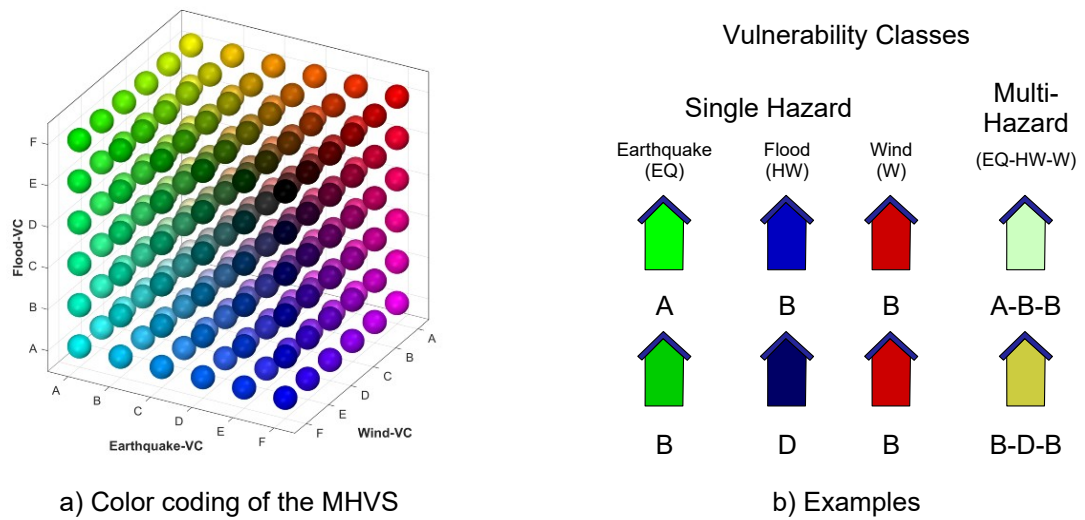 Flood-VC
F
E
D
C
B
A
A
B
C
D
E
F
Earthquake-VC
F
E
D
C
B
A
Wind-VC
a) Color coding of the MHVS
Vulnerability Classes
Single Hazard
Multi-
Hazard
Earthquake
(EQ)
Flood
(HW)
Wind
(W)
(EQ-HW-W)
A
B
B
A-B-B
B
D
B
B-D-B
b) Examples